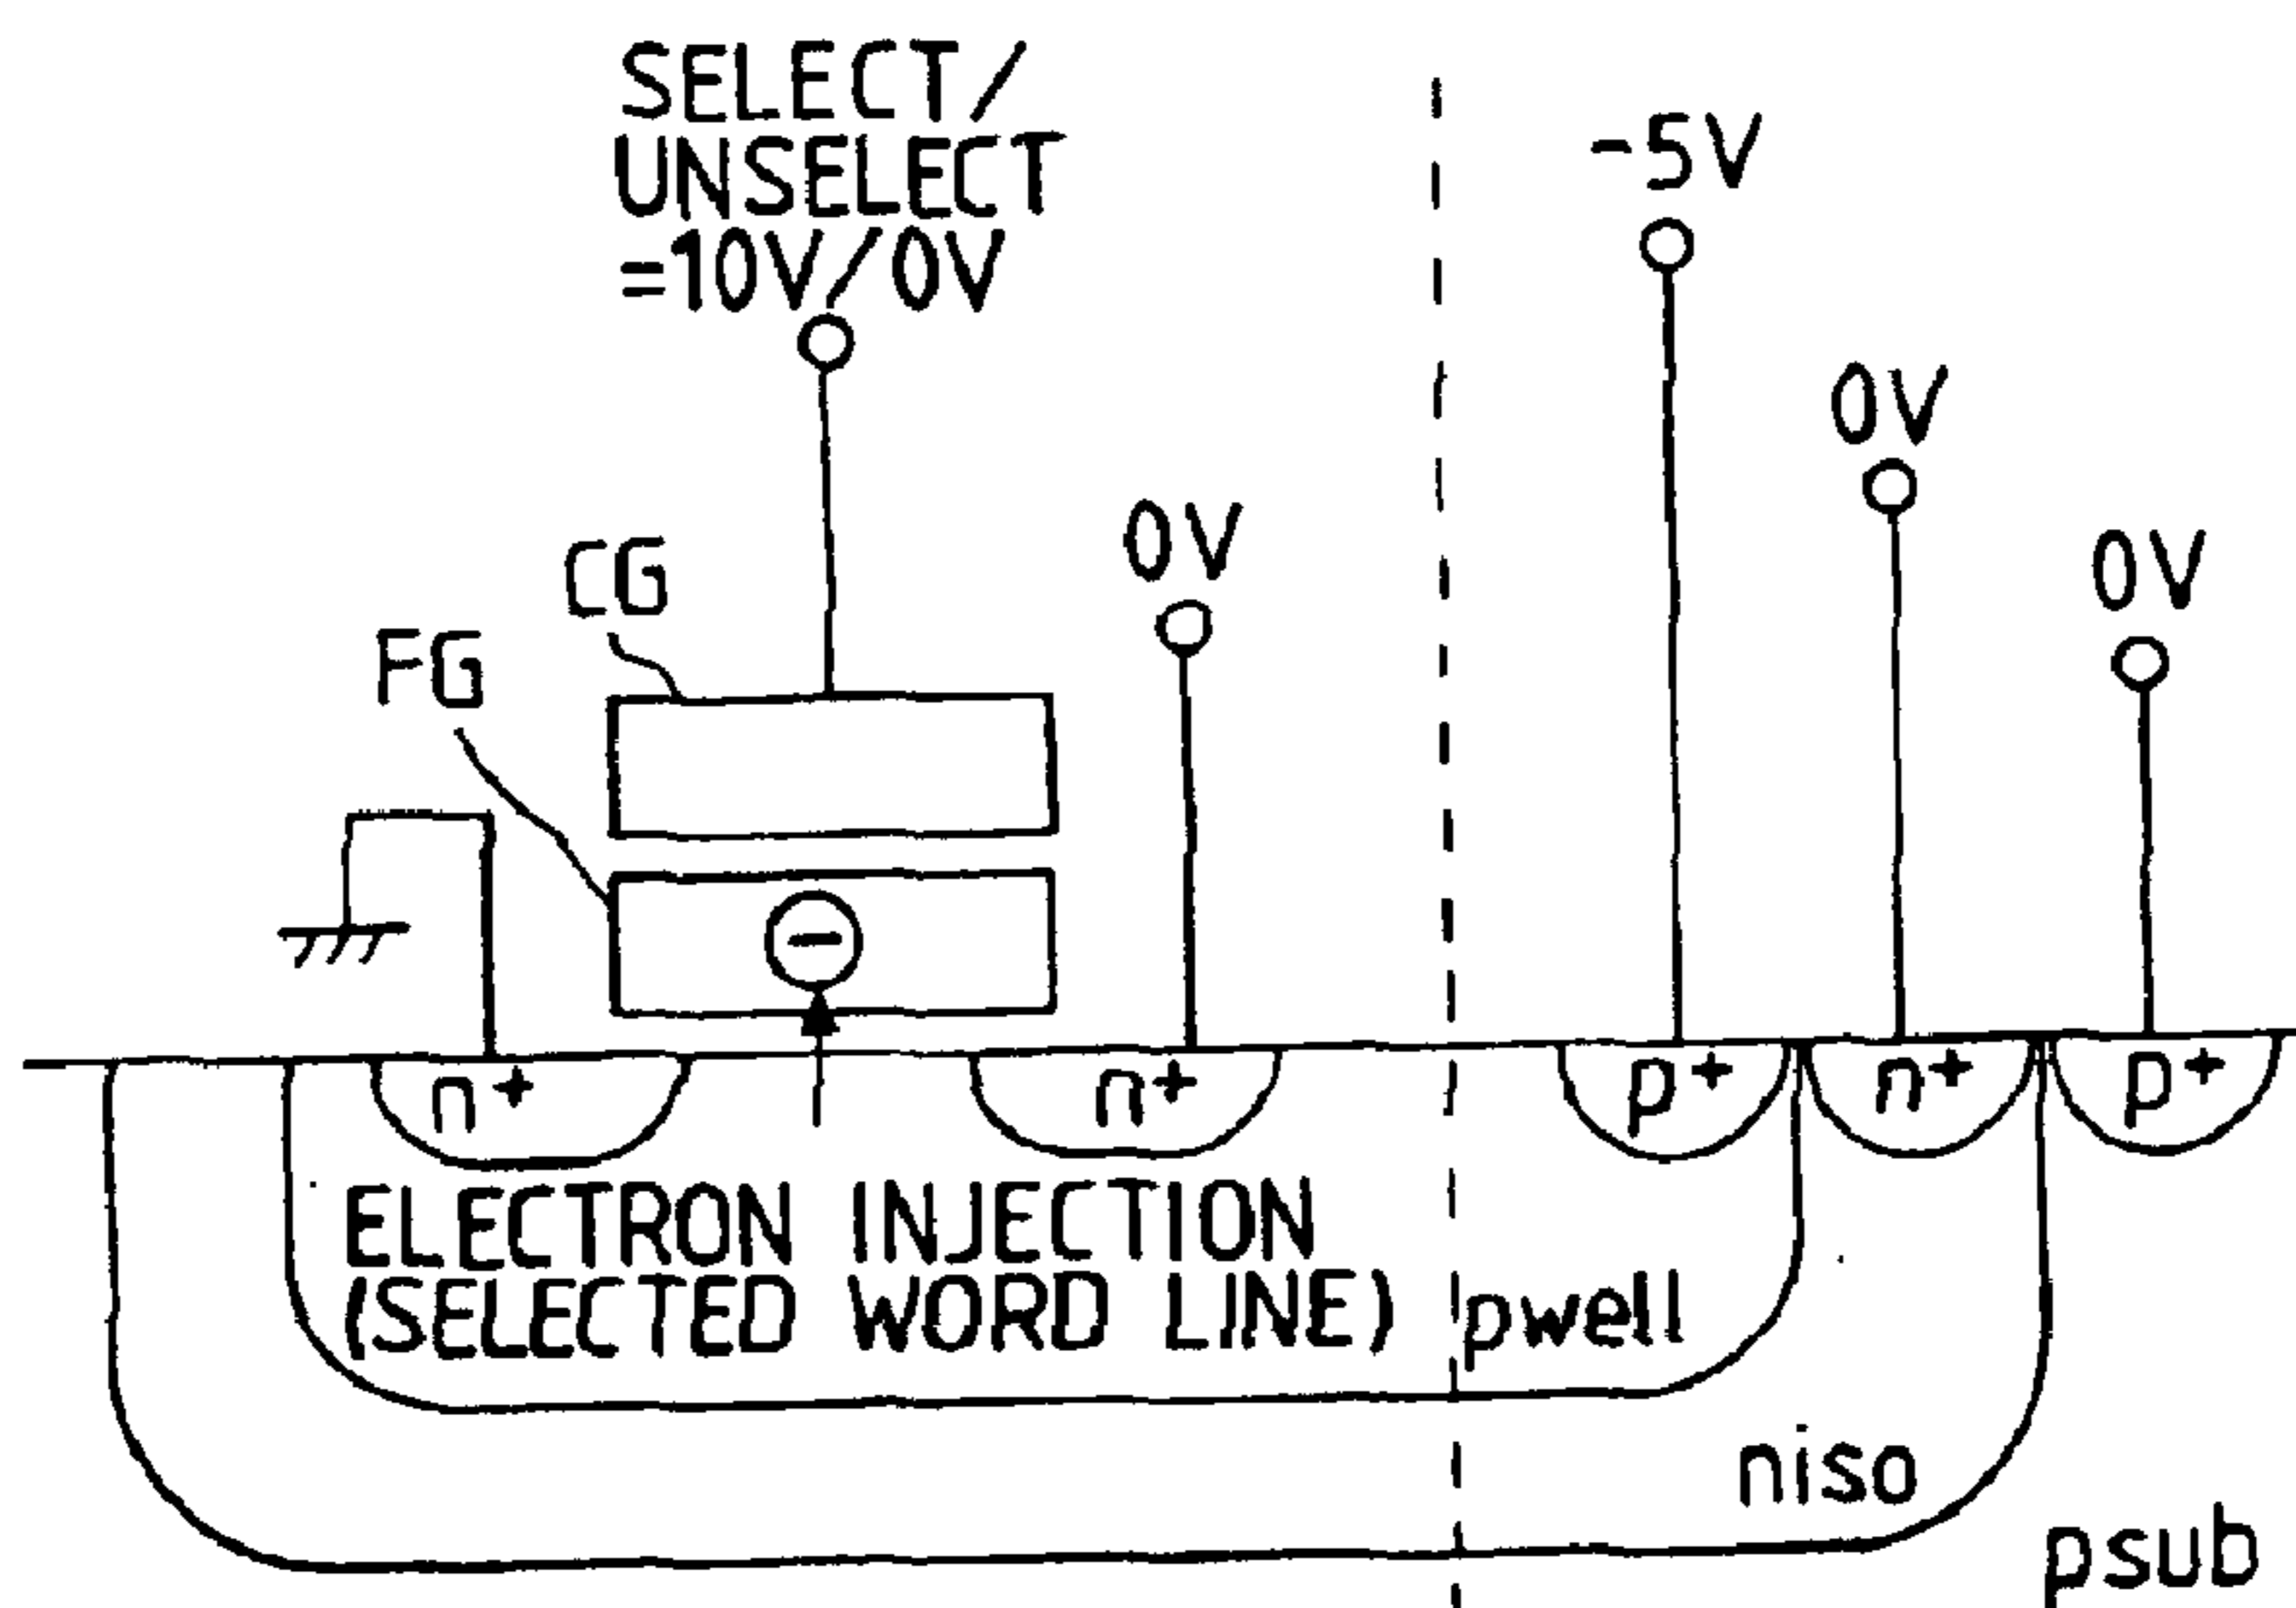 SELECT/
UNSELECT
=10V/0V
-5V
0V
0V
0V
CG
FG
n+
n+
p+
n+
p+
ELECTRON INJECTION
(SELECTED WORD LINE)
pwell
niso
psub